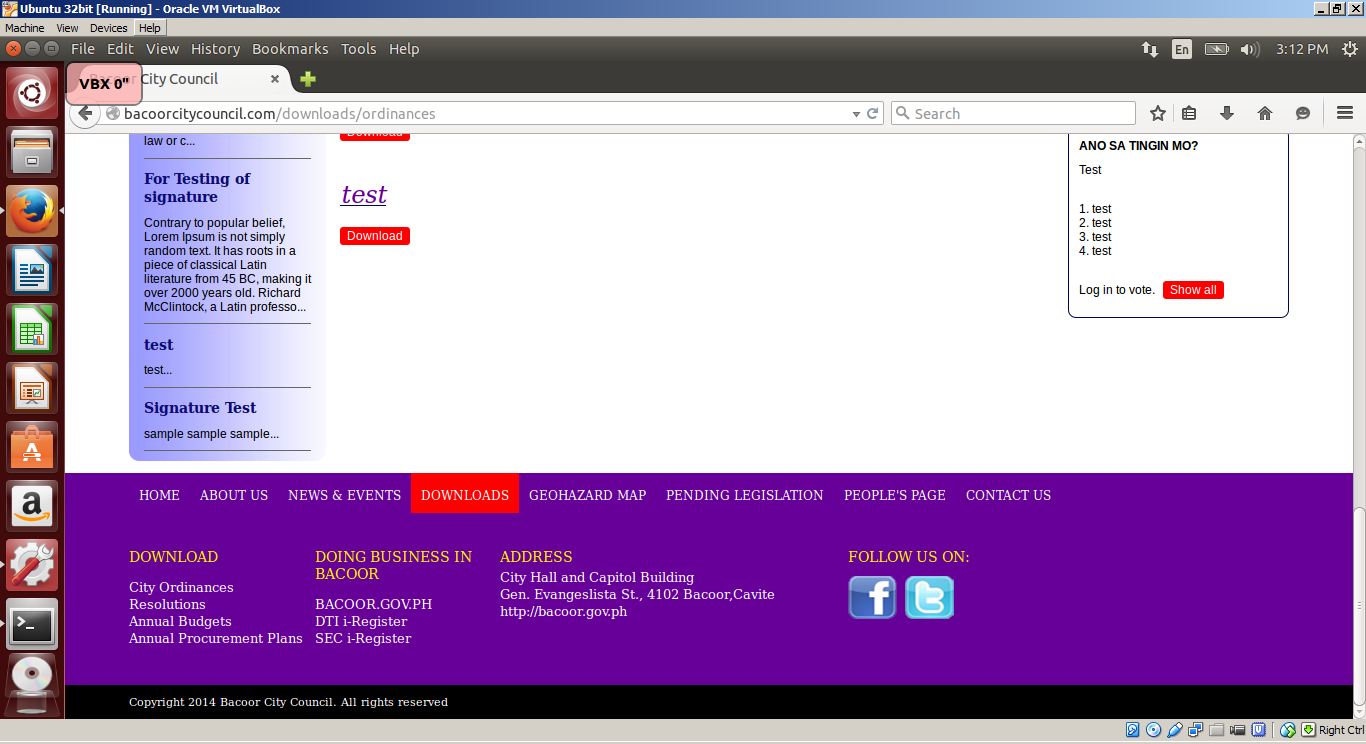 Ubuntu 32bit [Running] - Oracle VM VirtualBox
Machine View Devices Help
File Edit View History Bookmarks Tools Help
En
3:12 PM
VBX 0"
City Council
bacoorcitycouncil.com/downloads/ordinances
Search
law or c...
For Testing of
signature
Contrary to popular belief,
Lorem Ipsum is not simply
random text. It has roots in a
piece of classical Latin
literature from 45 BC, making it
over 2000 years old. Richard
McClintock, a Latin professo...
test
test...
Signature Test
sample sample sample...
Download
test
Download
ANO SA TINGIN MO?
Test
1. test
2. test
3. test
4. test
Log in to vote. Show all
HOME ABOUT US NEWS & EVENTS DOWNLOADS GEOHAZARD MAP PENDING LEGISLATION PEOPLE'S PAGE CONTACT US
DOWNLOAD
City Ordinances
Resolutions
Annual Budgets
Annual Procurement Plans
DOING BUSINESS IN
BACOOR
BACOOR.GOV.PH
DTI i-Register
SEC i-Register
ADDRESS
City Hall and Capitol Building
Gen. Evangeslista St., 4102 Bacoor,Cavite
http://bacoor.gov.ph
FOLLOW US ON:
Copyright 2014 Bacoor City Council. All rights reserved
Right Ctrl